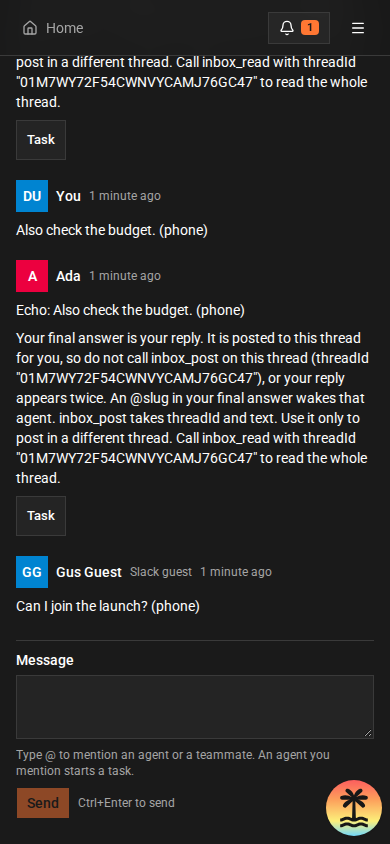 Home
1
post in a different thread. Call inbox_read with threadId
"01M7WY72F54CWNVYCAMJ76GC47" to read the whole
thread.
Task
DU You 1 minute ago
Also check the budget. (phone)
A Ada 1 minute ago
Echo: Also check the budget. (phone)
Your final answer is your reply. It is posted to this thread
for you, so do not call inbox_post on this thread (threadId
"01M7WY72F54CWNVYCAMJ76GC47"), or your reply
appears twice. An @slug in your final answer wakes that
agent. inbox_post takes threadId and text. Use it only to
post in a different thread. Call inbox_read with threadId
"01M7WY72F54CWNVYCAMJ76GC47" to read the whole
thread.
Task
GG Gus Guest Slack guest 1 minute ago
Can I join the launch? (phone)
Message
Type @ to mention an agent or a teammate. An agent you
mention starts a task.
Send Ctrl+Enter to send